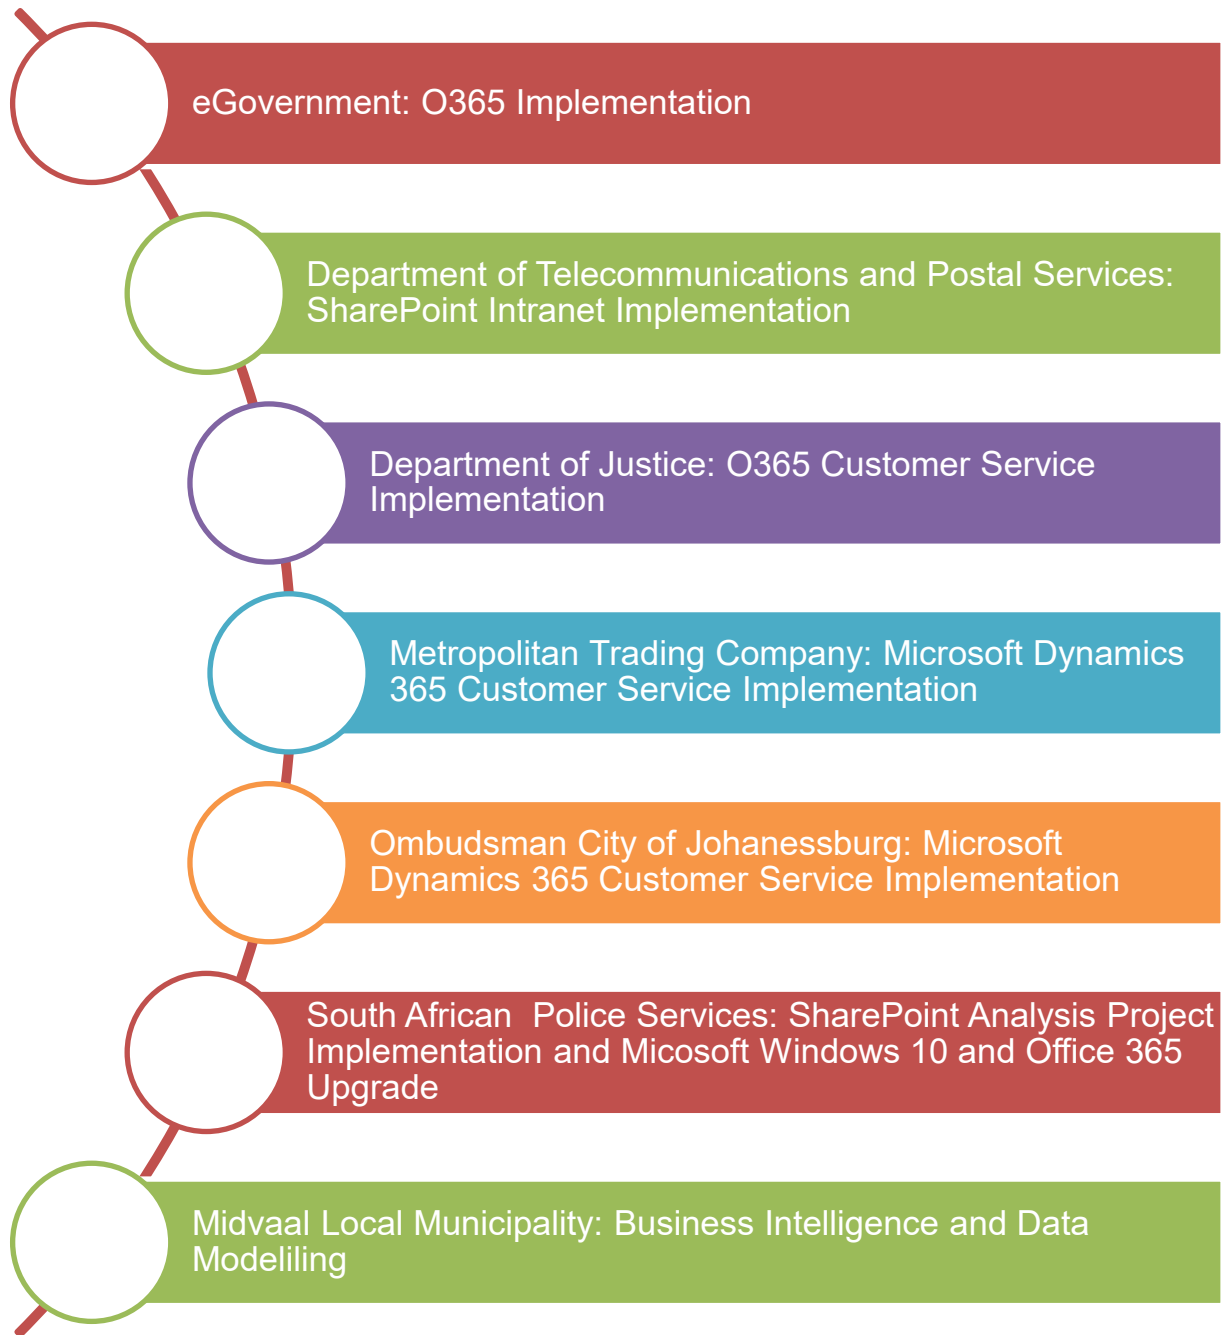 eGovernment: O365 Implementation
Department of Telecommunications and Postal Services:
SharePoint Intranet Implementation
Department of Justice: O365 Customer Service
Implementation
Metropolitan Trading Company: Microsoft Dynamics
365 Customer Service Implementation
Ombudsman City of Johanessburg: Microsoft
Dynamics 365 Customer Service Implementation
South African  Police Services: SharePoint Analysis Project
Implementation and Micosoft Windows 10 and Office 365
Upgrade
Midvaal Local Municipality: Business Intelligence and Data
Modeliling